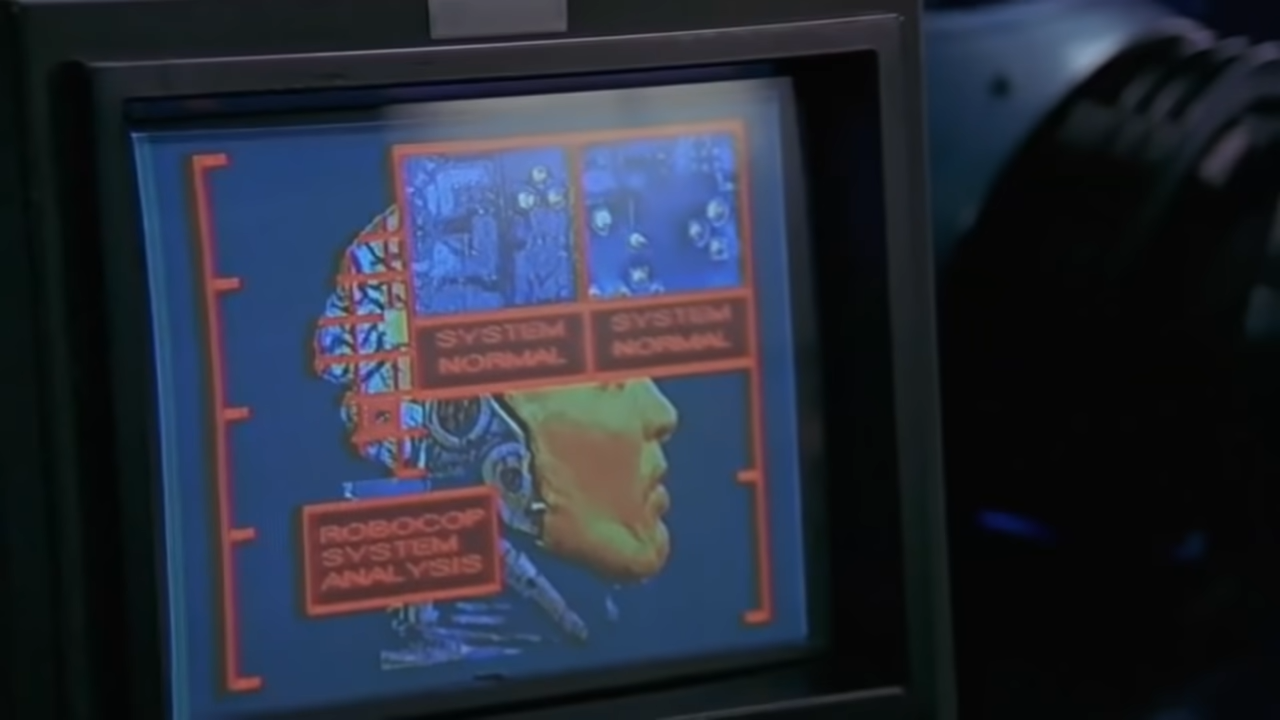 SYSTEM
NORMAL
SYSTEM
NORMAL
ROBOCOP
SYSTEM
ANALYSIS